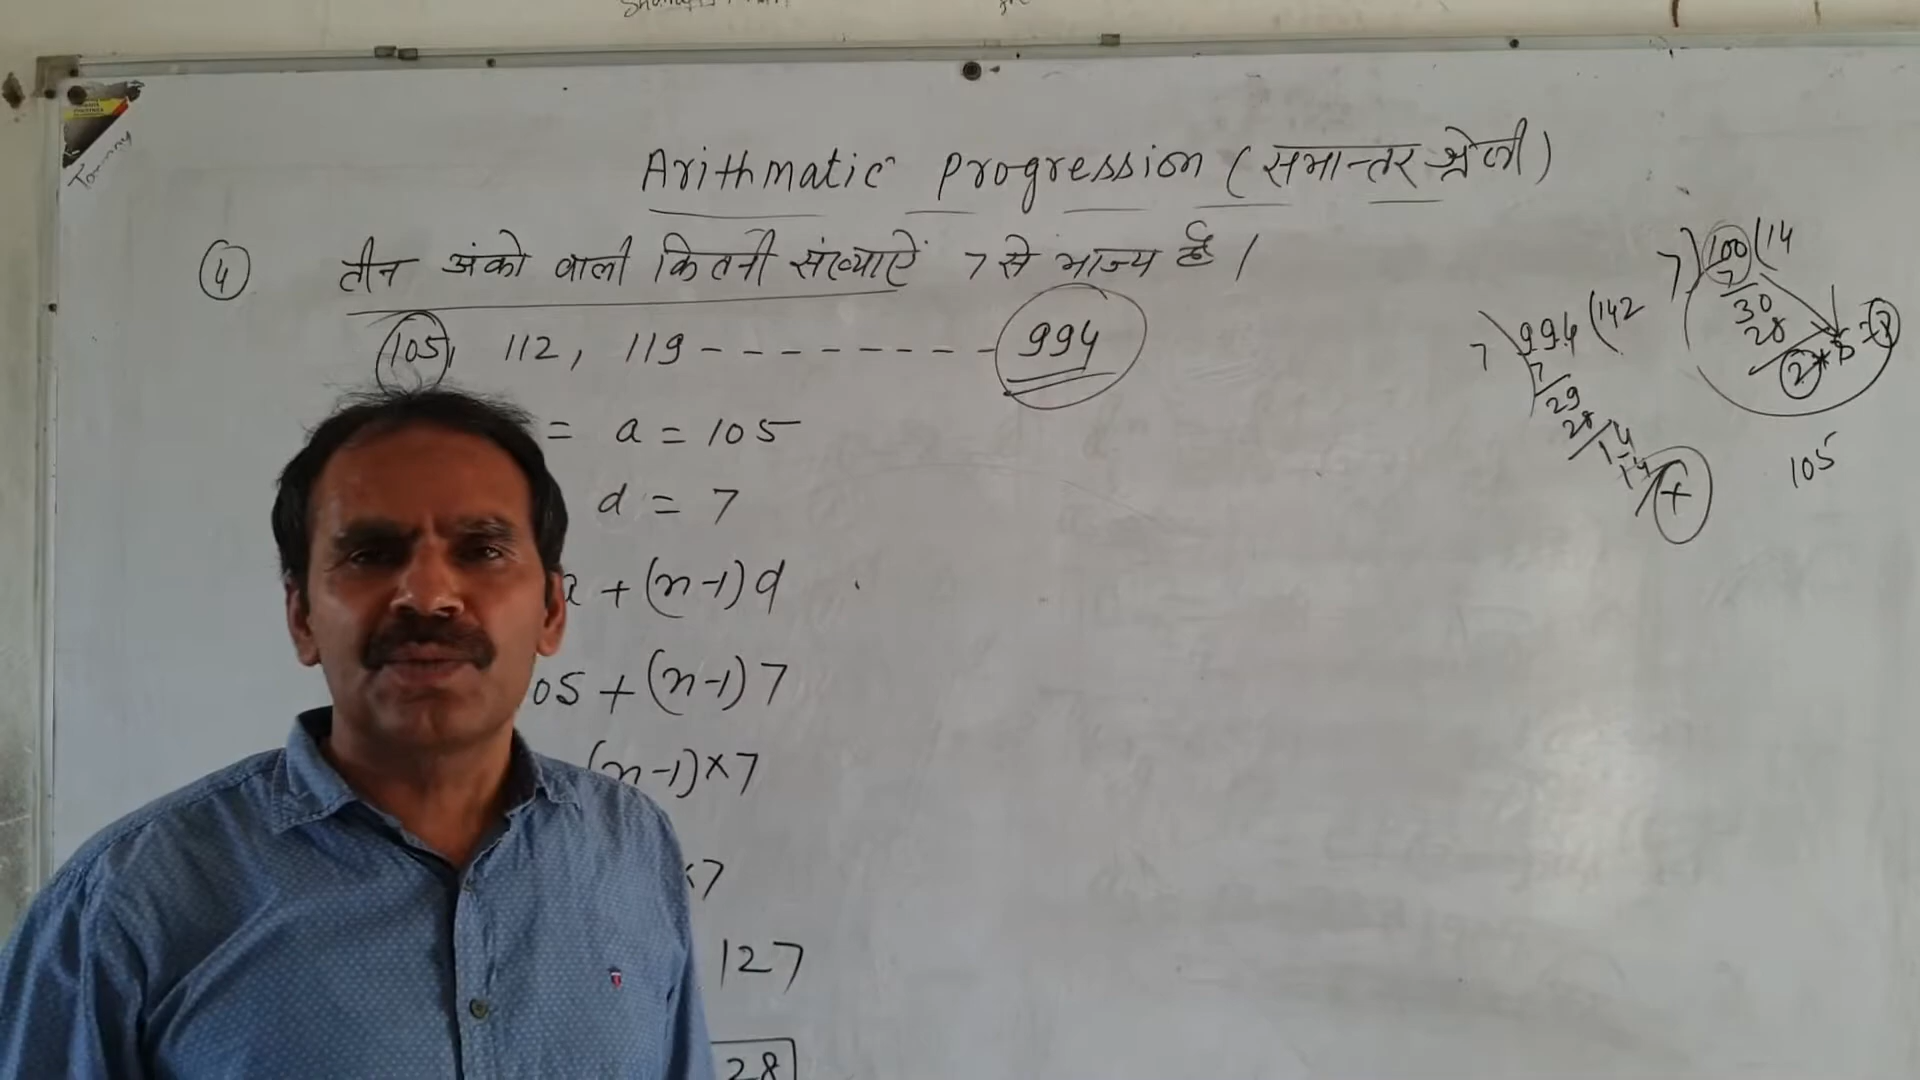 Arithmatic Progression (समान्तर श्रेणी)
④ तीन अंको वाली कितनी संख्याऐं 7 से भाज्य है।
105, 112, 119 - - - - - - - - - 994
= a = 105
d = 7
a + (n-1)d
05 + (n-1)7
(n-1)×7
×7
127
28
7)994(142
7
29
28
14
14
7)100(14
7
30
28
2
105
Tommy